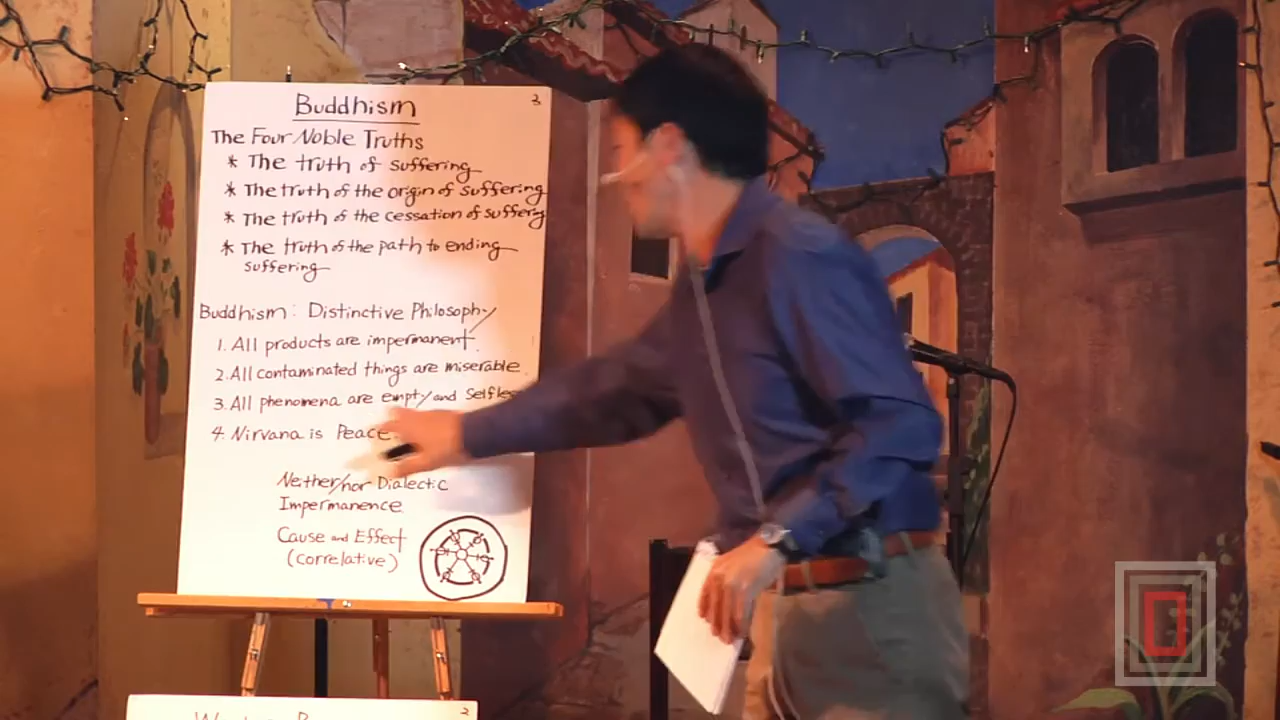 Buddhism
3
The Four Noble Truths
* The truth of suffering
* The truth of the origin of suffering
* The truth of the cessation of suffering
* The truth of the path to ending
suffering
Buddhism: Distinctive Philosophy
1. All products are impermanent.
2. All contaminated things are miserable.
3. All phenomena are empty and
4. Nirvana is Peace
Neither/nor Dialectic
Impermanence
Cause and Effect
(correlative)
2